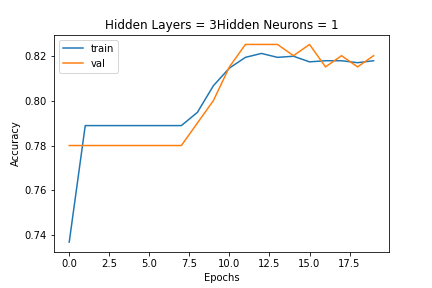 Hidden Layers = 3Hidden Neurons = 1
train
val
0.82
0.80
0.78
0.76
0.74
Accuracy
0.0 2.5 5.0 7.5 10.0 12.5 15.0 17.5
Epochs